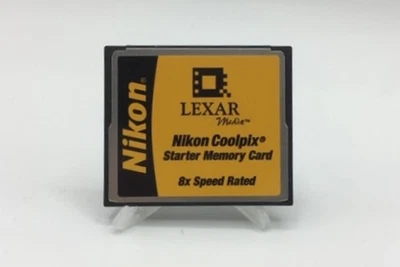 Nikon®
LEXAR
Media™
Nikon Coolpix®
Starter Memory Card
8x Speed Rated